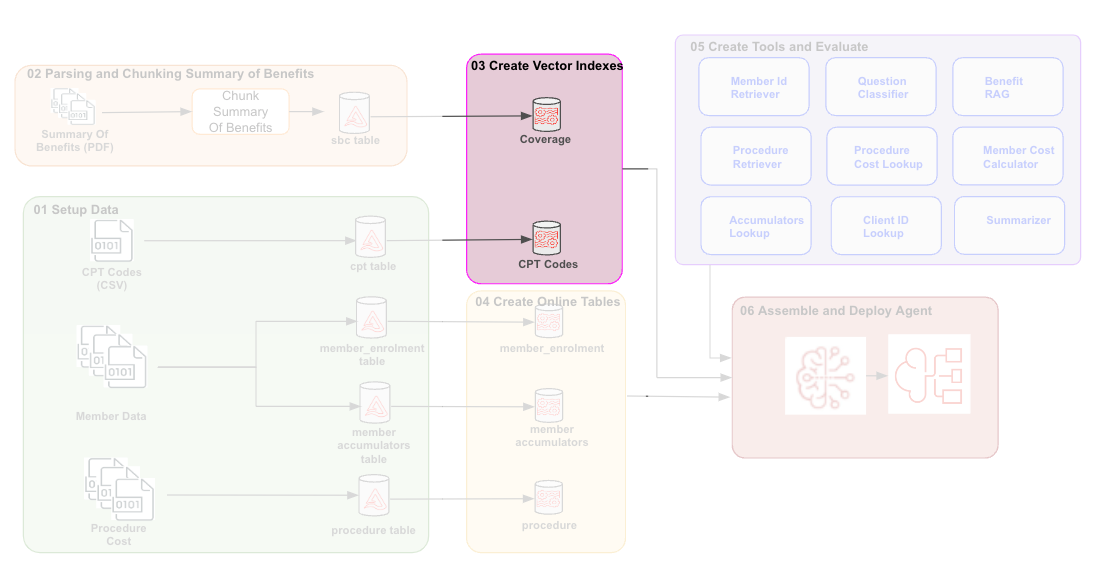 02 Parsing and Chunking Summary of Benefits
0101
Summary Of
Benefits (PDF)
Chunk
Summary
Of Benefits
sbc table
03 Create Vector Indexes
Coverage
CPT Codes
05 Create Tools and Evaluate
Member Id
Retriever
Question
Classifier
Benefit
RAG
Procedure
Retriever
Procedure
Cost Lookup
Member Cost
Calculator
Accumulators
Lookup
Client ID
Lookup
Summarizer
01 Setup Data
0101
CPT Codes
(CSV)
cpt table
0101
Member Data
member_enrolment
table
member
accumulators
table
0101
Procedure
Cost
procedure table
04 Create Online Tables
member_enrolment
member
accumulators
procedure
06 Assemble and Deploy Agent